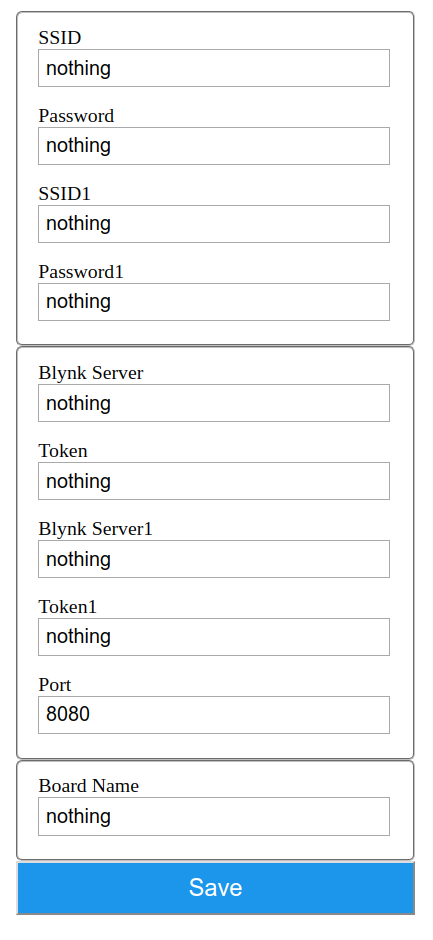 SSID
nothing
Password
nothing
SSID1
nothing
Password1
nothing
Blynk Server
nothing
Token
nothing
Blynk Server1
nothing
Token1
nothing
Port
8080
Board Name
nothing
Save